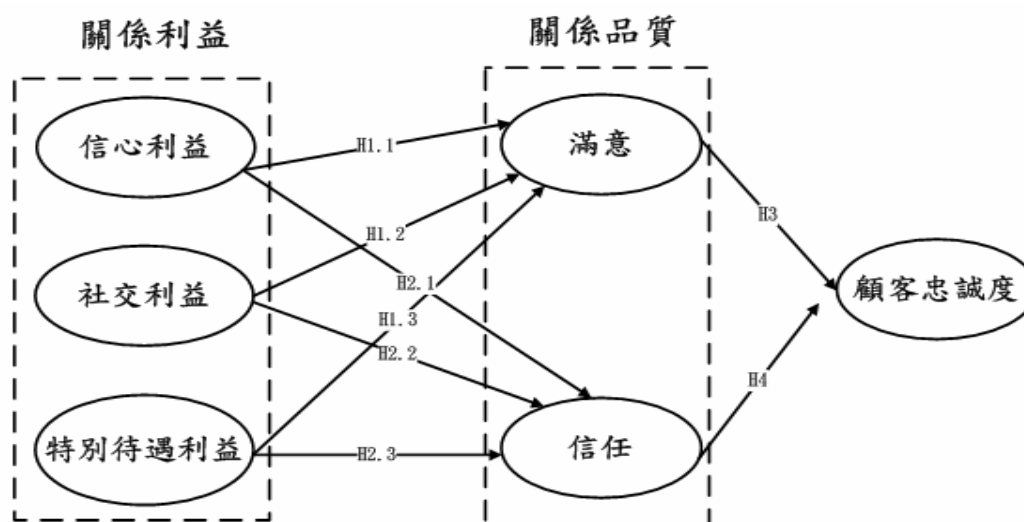 關係利益
關係品質
信心利益
滿意
H1.1
H3
H1.2
社交利益
H2.1
顧客忠誠度
H1.3
H2.2
H4
特別待遇利益
H2.3
信任